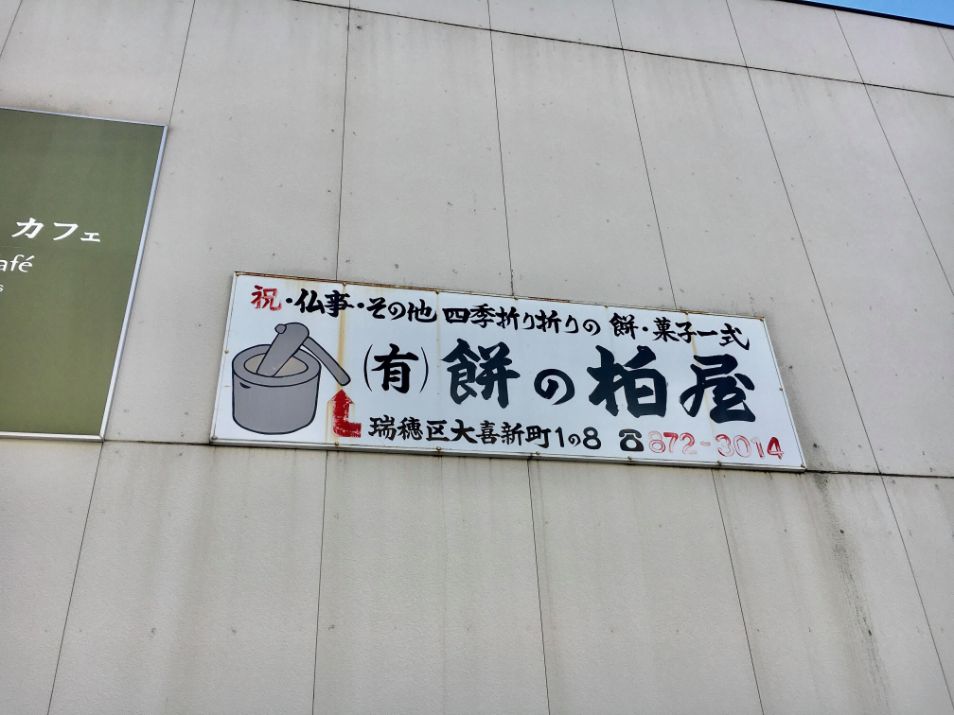 カフェ
afé
祝・仏事・その他 四季折り折りの 餅・菓子一式
(有) 餅の柏屋
瑞穂区大喜新町1の8 ☎872-3014